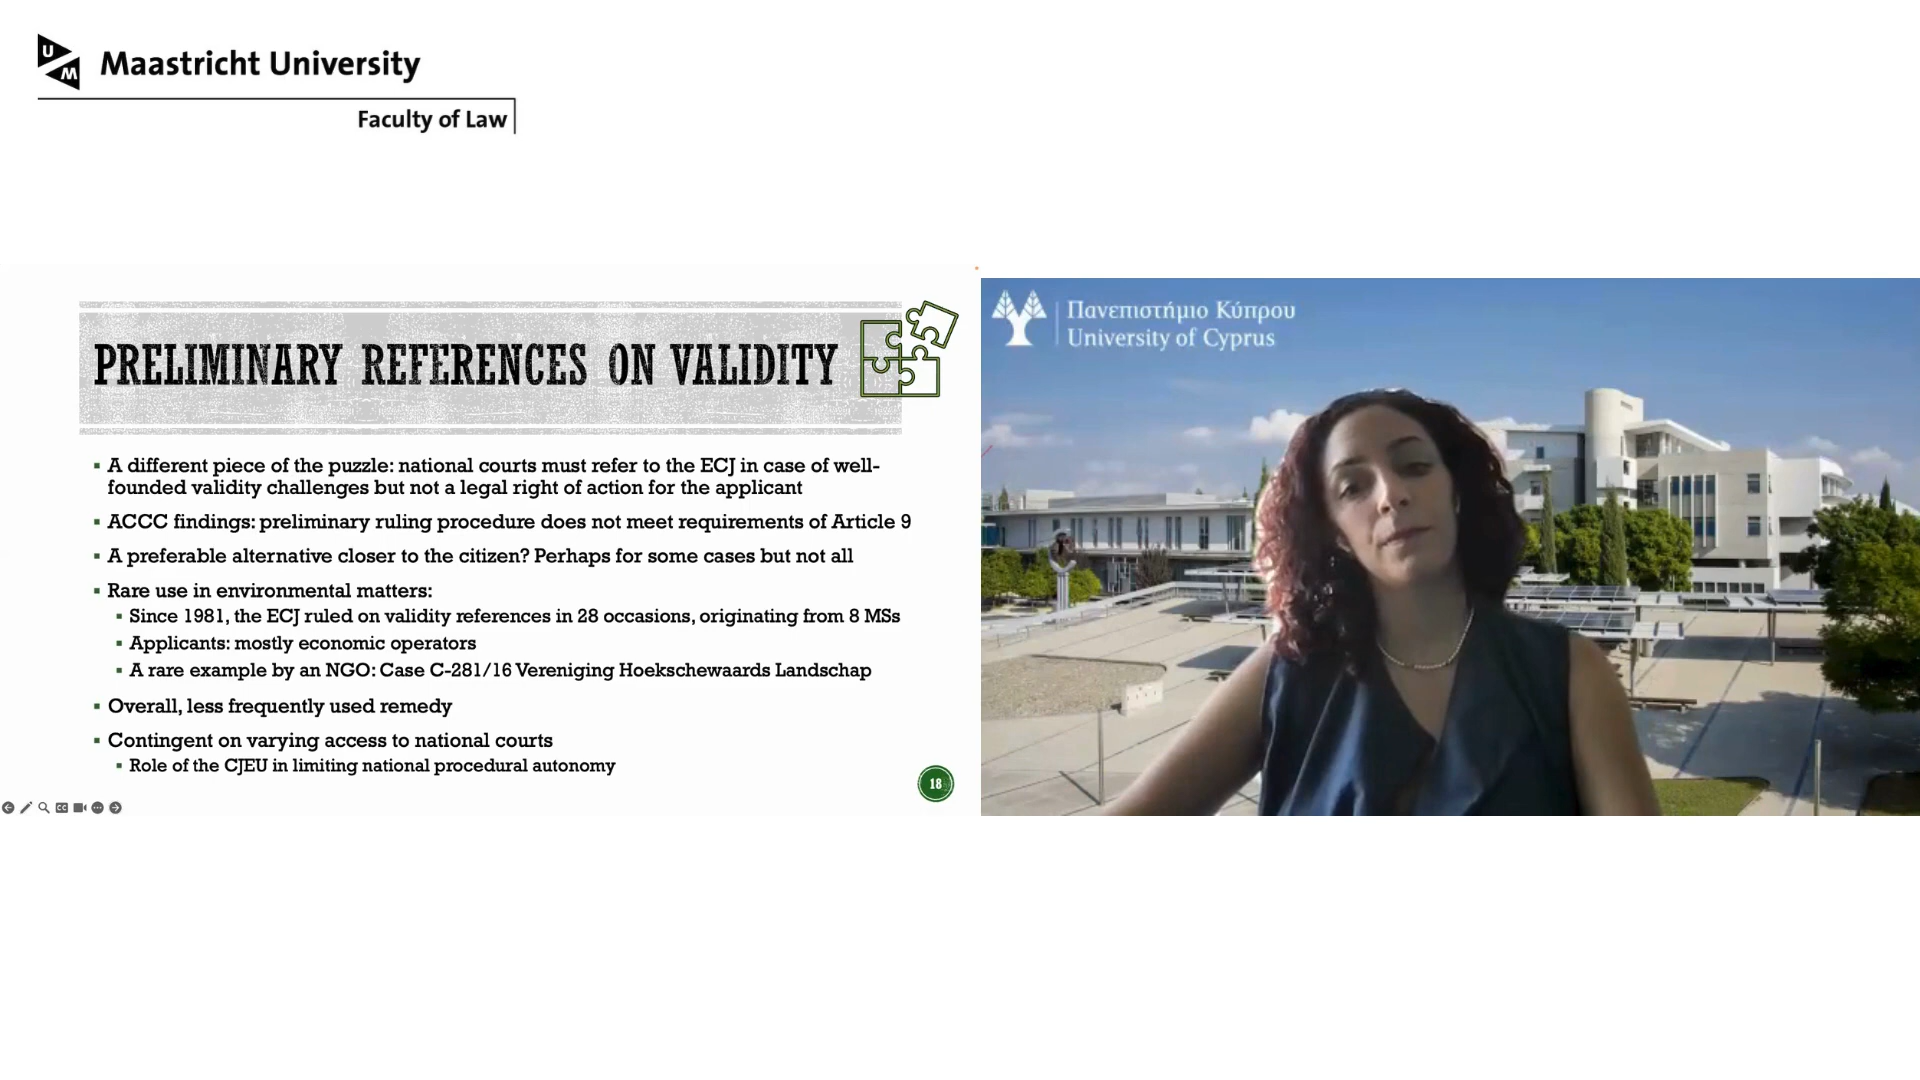 U
M
Maastricht University
Faculty of Law
PRELIMINARY REFERENCES ON VALIDITY
▪ A different piece of the puzzle: national courts must refer to the ECJ in case of well-
founded validity challenges but not a legal right of action for the applicant
▪ ACCC findings: preliminary ruling procedure does not meet requirements of Article 9
▪ A preferable alternative closer to the citizen? Perhaps for some cases but not all
▪ Rare use in environmental matters:
▪ Since 1981, the ECJ ruled on validity references in 28 occasions, originating from 8 MSs
▪ Applicants: mostly economic operators
▪ A rare example by an NGO: Case C-281/16 Vereniging Hoekschewaards Landschap
▪ Overall, less frequently used remedy
▪ Contingent on varying access to national courts
▪ Role of the CJEU in limiting national procedural autonomy
18
CC
Πανεπιστήμιο Κύπρου
University of Cyprus